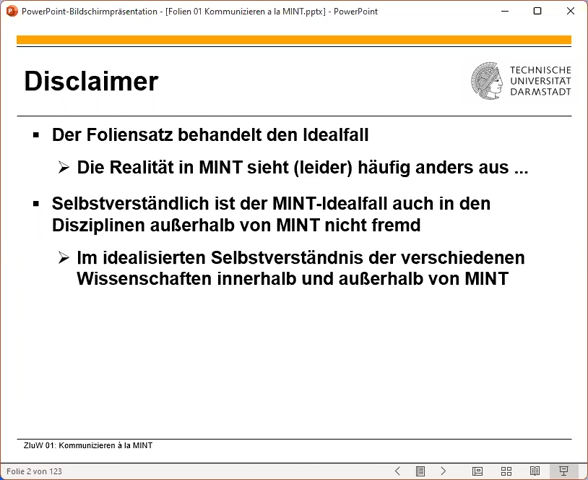 PowerPoint-Bildschirmpräsentation - [Folien 01 Kommunizieren a la MINT.pptx] - PowerPoint
Disclaimer
TECHNISCHE
UNIVERSITÄT
DARMSTADT
▪ Der Foliensatz behandelt den Idealfall
➢ Die Realität in MINT sieht (leider) häufig anders aus ...
▪ Selbstverständlich ist der MINT-Idealfall auch in den
Disziplinen außerhalb von MINT nicht fremd
➢ Im idealisierten Selbstverständnis der verschiedenen
Wissenschaften innerhalb und außerhalb von MINT
ZluW 01: Kommunizieren à la MINT
Folie 2 von 123